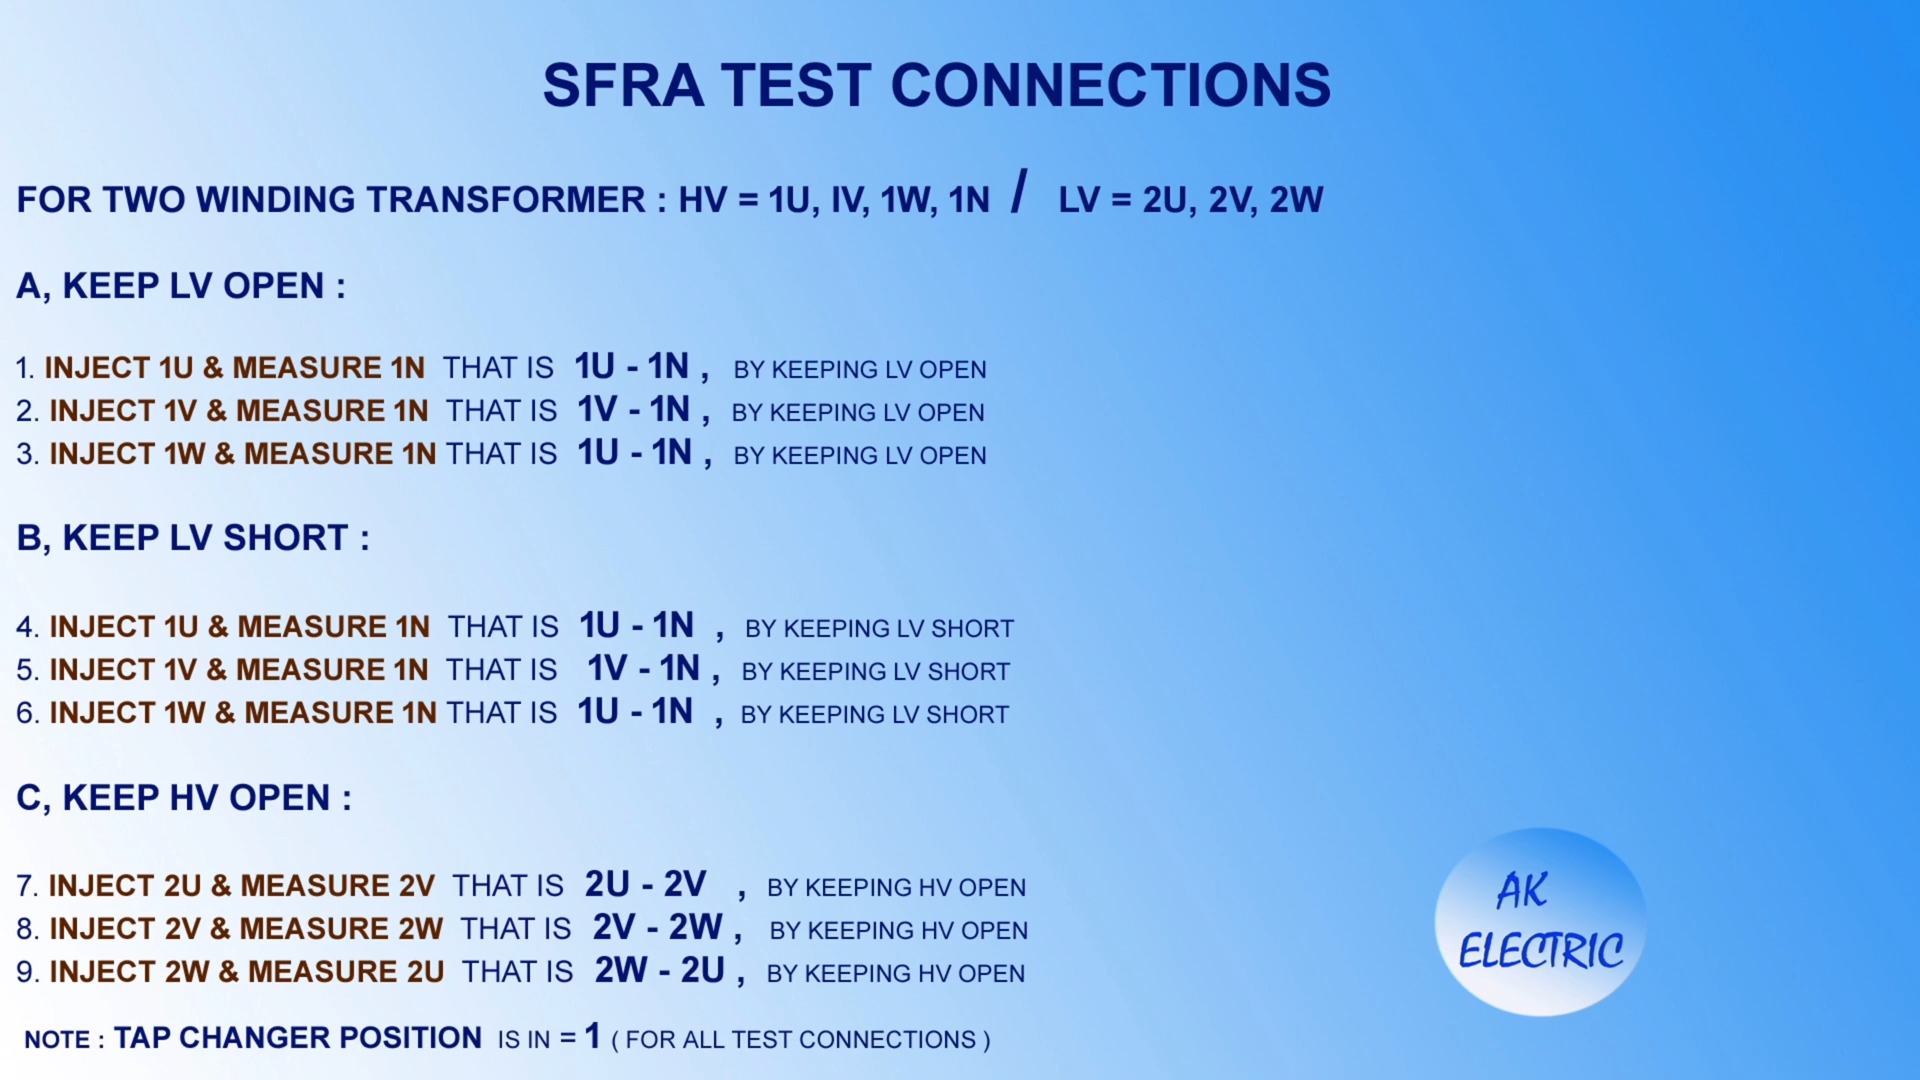 SFRA TEST CONNECTIONS
FOR TWO WINDING TRANSFORMER : HV = 1U, IV, 1W, 1N / LV = 2U, 2V, 2W
A, KEEP LV OPEN :
1. INJECT 1U & MEASURE 1N THAT IS 1U - 1N , BY KEEPING LV OPEN
2. INJECT 1V & MEASURE 1N THAT IS 1V - 1N , BY KEEPING LV OPEN
3. INJECT 1W & MEASURE 1N THAT IS 1U - 1N , BY KEEPING LV OPEN
B, KEEP LV SHORT :
4. INJECT 1U & MEASURE 1N THAT IS 1U - 1N , BY KEEPING LV SHORT
5. INJECT 1V & MEASURE 1N THAT IS 1V - 1N , BY KEEPING LV SHORT
6. INJECT 1W & MEASURE 1N THAT IS 1U - 1N , BY KEEPING LV SHORT
C, KEEP HV OPEN :
7. INJECT 2U & MEASURE 2V THAT IS 2U - 2V , BY KEEPING HV OPEN
8. INJECT 2V & MEASURE 2W THAT IS 2V - 2W , BY KEEPING HV OPEN
9. INJECT 2W & MEASURE 2U THAT IS 2W - 2U , BY KEEPING HV OPEN
NOTE : TAP CHANGER POSITION IS IN = 1 ( FOR ALL TEST CONNECTIONS )
AK
ELECTRIC